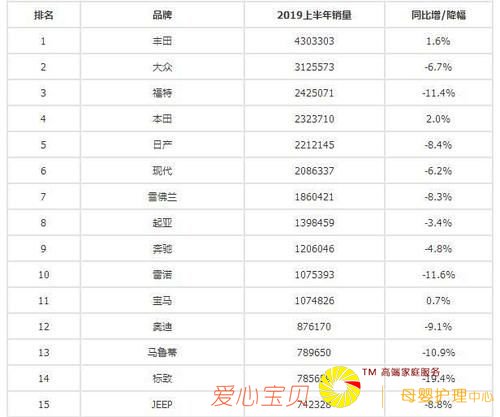 排名 品牌 2019上半年销量 同比增/降幅
1 丰田 4303303 1.6%
2 大众 3125573 -6.7%
3 福特 2425071 -11.4%
4 本田 2323710 2.0%
5 日产 2212145 -8.4%
6 现代 2086337 -6.2%
7 雪佛兰 1860421 -8.3%
8 起亚 1398459 -3.4%
9 奔驰 1206046 -4.8%
10 雷诺 1075393 -11.6%
11 宝马 1074826 0.7%
12 奥迪 876170 -9.1%
13 马鲁蒂 789650 -10.9%
TM 高端家庭服务
14 标致 -19.4%
爱心宝贝 母婴护理中心
15 JEEP 742328 -8.8%